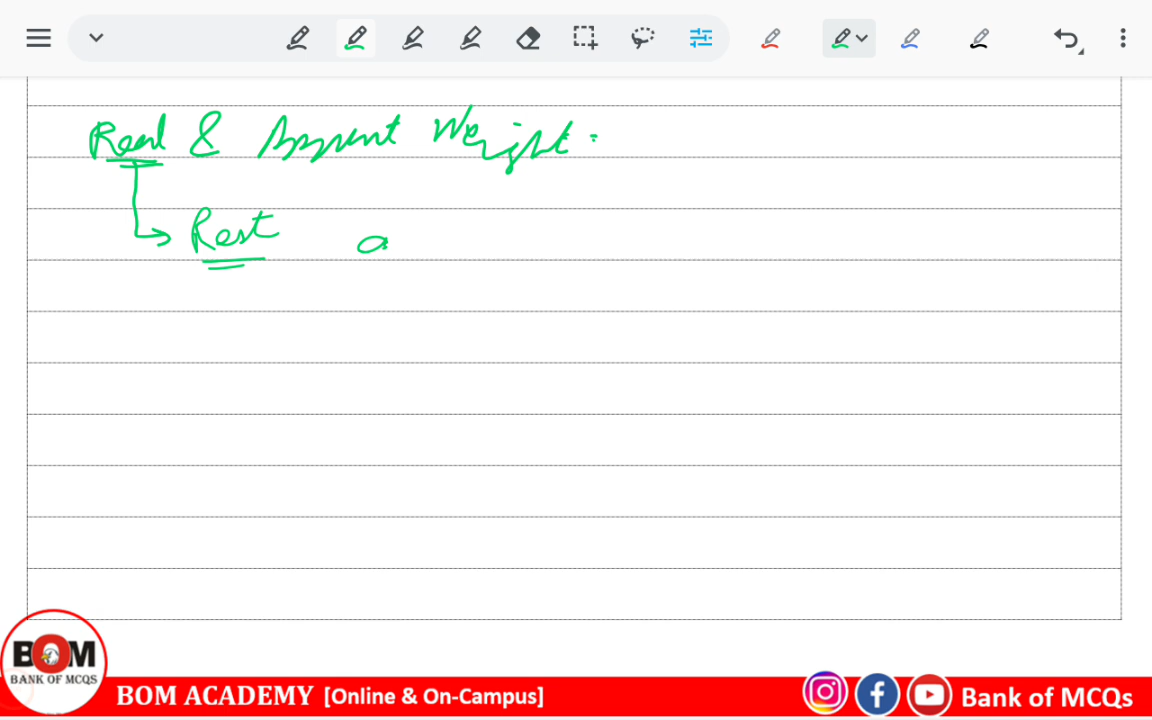 Real & Apparent Weight :
Rest a
BOM
BANK OF MCQS
BOM ACADEMY [Online & On-Campus]
Bank of MCQs